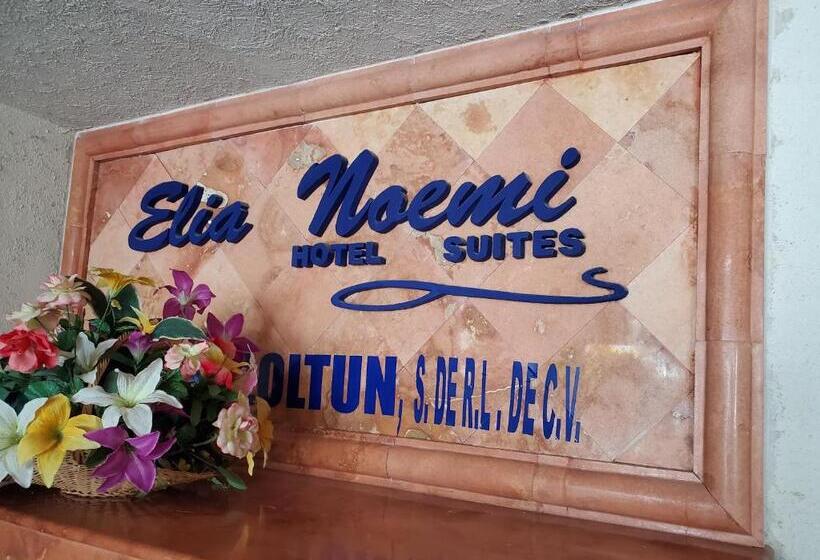 Elia Noemi
HOTEL SUITES
OLTUN, S. DE R.L. DE C.V.